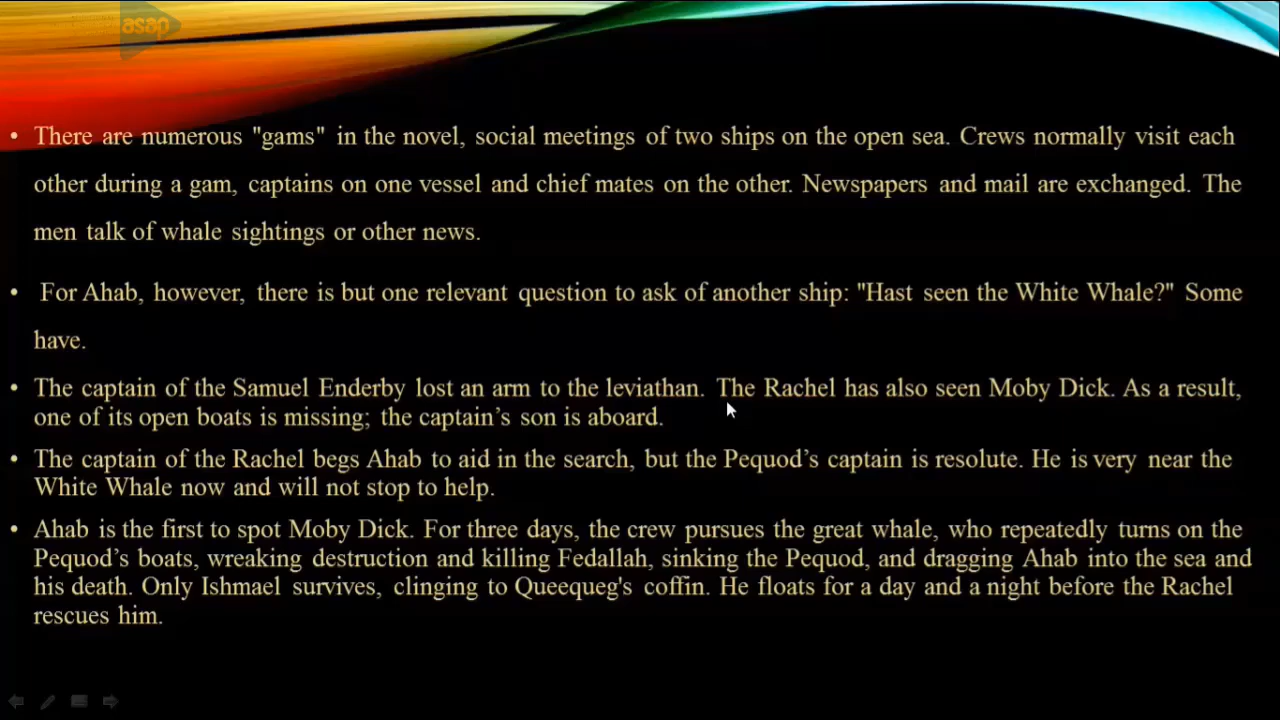 asap
• There are numerous "gams" in the novel, social meetings of two ships on the open sea. Crews normally visit each
other during a gam, captains on one vessel and chief mates on the other. Newspapers and mail are exchanged. The
men talk of whale sightings or other news.
• For Ahab, however, there is but one relevant question to ask of another ship: "Hast seen the White Whale?" Some
have.
• The captain of the Samuel Enderby lost an arm to the leviathan. The Rachel has also seen Moby Dick. As a result,
one of its open boats is missing; the captain’s son is aboard.
• The captain of the Rachel begs Ahab to aid in the search, but the Pequod’s captain is resolute. He is very near the
White Whale now and will not stop to help.
• Ahab is the first to spot Moby Dick. For three days, the crew pursues the great whale, who repeatedly turns on the
Pequod’s boats, wreaking destruction and killing Fedallah, sinking the Pequod, and dragging Ahab into the sea and
his death. Only Ishmael survives, clinging to Queequeg's coffin. He floats for a day and a night before the Rachel
rescues him.